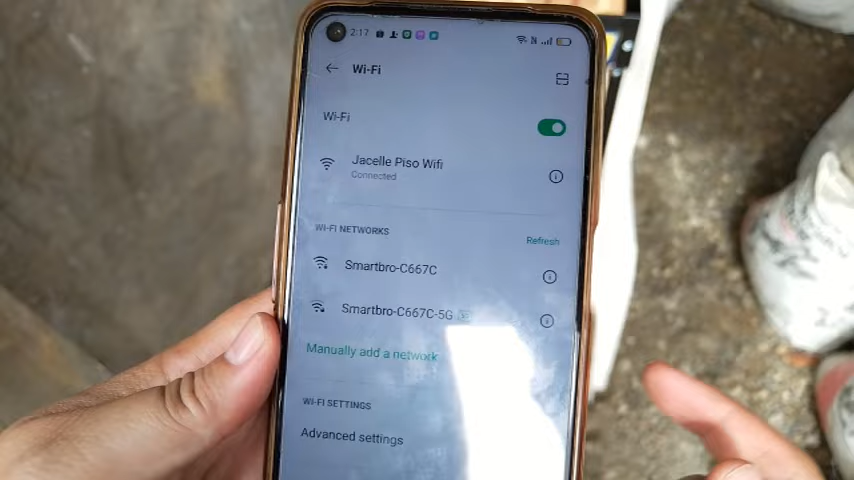 2:17
Wi-Fi
Wi-Fi
Jacelle Piso Wifi
Connected
WI-FI NETWORKS
Refresh
Smartbro-C667C
Smartbro-C667C-5G
Manually add a network
WI-FI SETTINGS
Advanced settings